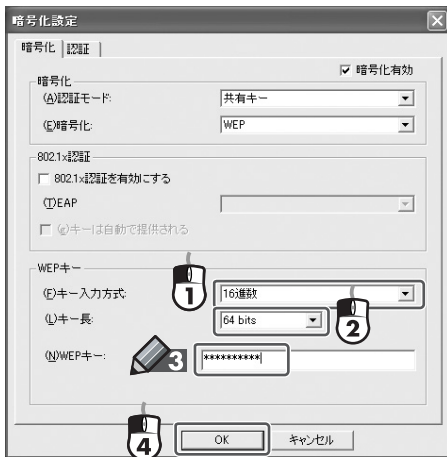 暗号化設定
暗号化 認証
暗号化有効
暗号化
(A)認証モード: 共有キー
(E)暗号化: WEP
802.1x認証
802.1x認証を有効にする
(T)EAP
(K)キーは自動で提供される
WEPキー
(F)キー入力方式: 16進数
(L)キー長: 64 bits
(N)WEPキー: **********
1
2
3
4
OK キャンセル